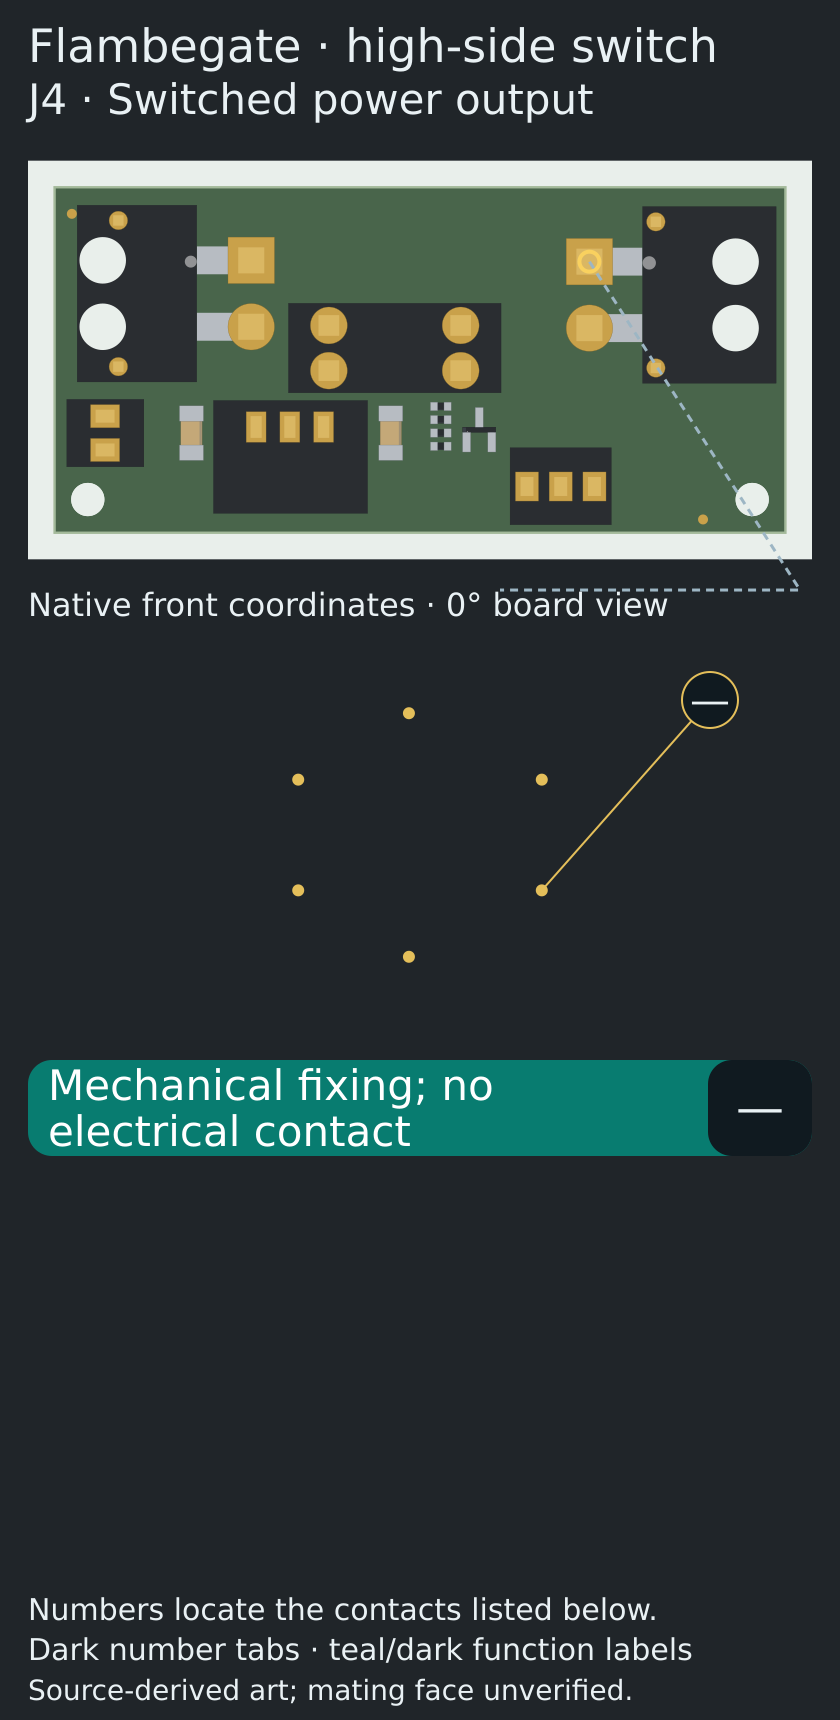 Flambegate · high-side switch
J4 · Switched power output
Native front coordinates · 0° board view
—
Mechanical fixing; no
electrical contact
—
Numbers locate the contacts listed below.
Dark number tabs · teal/dark function labels
Source-derived art; mating face unverified.